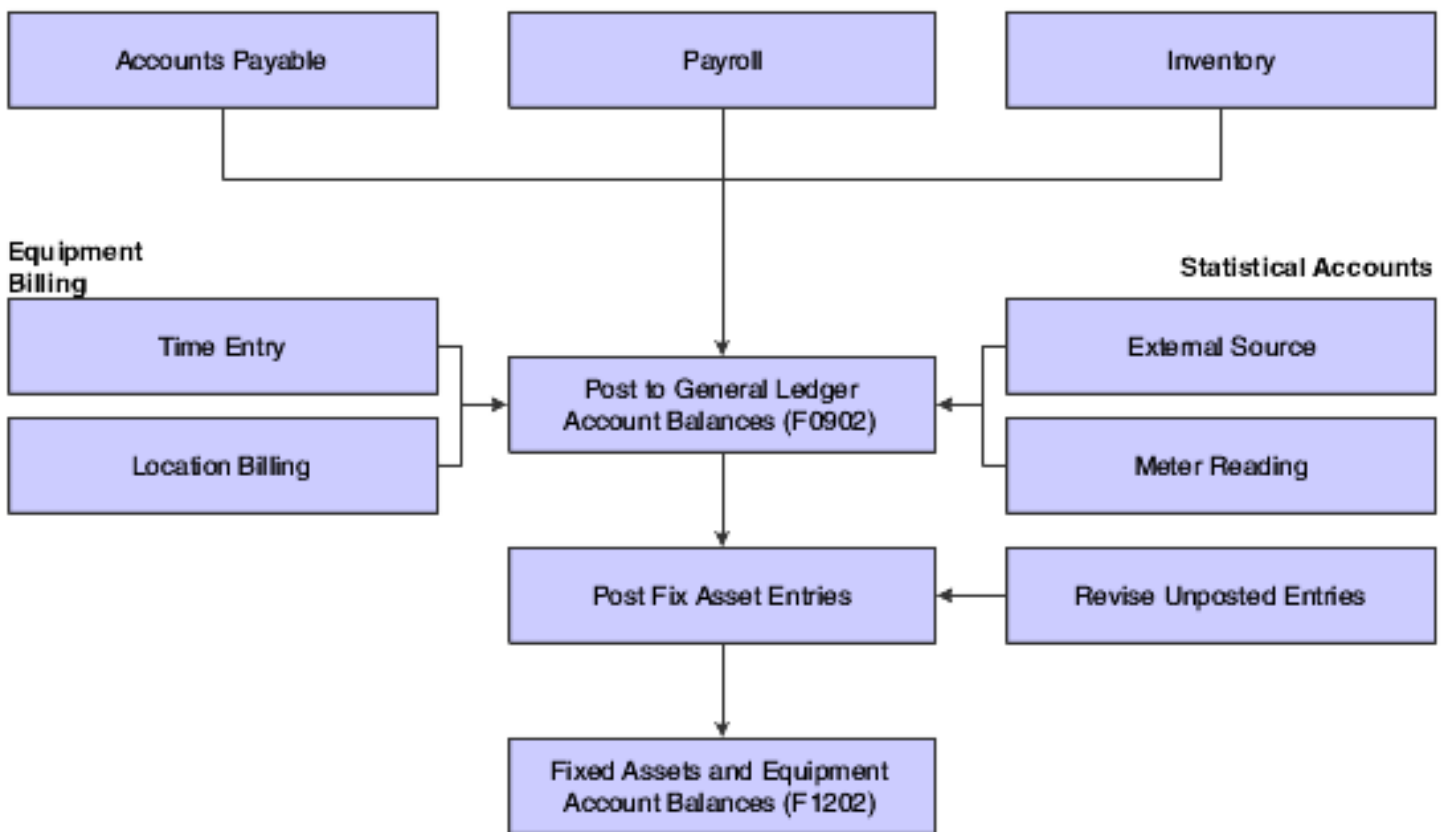 Accounts Payable
Payroll
Inventory
Equipment
Billing
Statistical Accounts
Time Entry
External Source
Post to General Ledger
Account Balances (F0902)
Location Billing
Meter Reading
Post Fix Asset Entries
Revise Unposted Entries
Fixed Assets and Equipment
Account Balances (F1202)